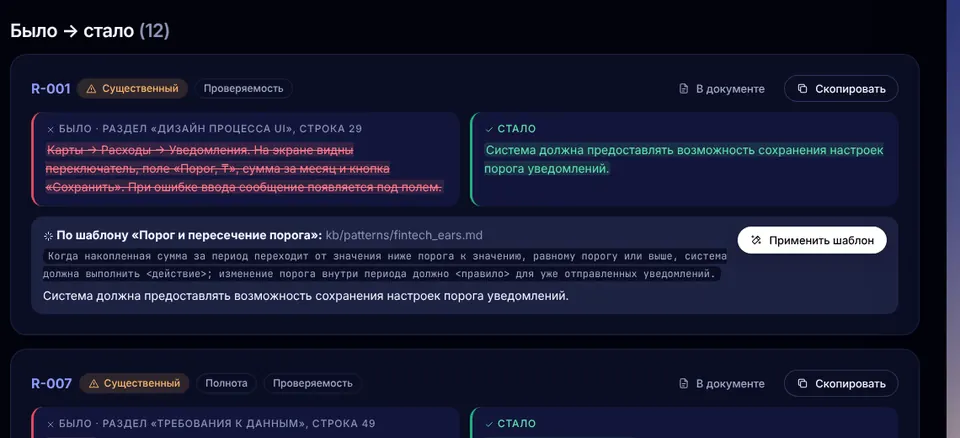 Было → стало (12)
R-001
Существенный
Проверяемость
В документе
Скопировать
× БЫЛО · РАЗДЕЛ «ДИЗАЙН ПРОЦЕССА UI», СТРОКА 29
Карты → Расходы → Уведомления. На экране видны
переключатель, поле «Порог, ₸», сумма за месяц и кнопка
«Сохранить». При ошибке ввода сообщение появляется под полем.
✓ СТАЛО
Система должна предоставлять возможность сохранения настроек
порога уведомлений.
По шаблону «Порог и пересечение порога»: kb/patterns/fintech_ears.md
Применить шаблон
Когда накопленная сумма за период переходит от значения ниже порога к значению, равному порогу или выше, система
должна выполнить <действие>; изменение порога внутри периода должно <правило> для уже отправленных уведомлений.
Система должна предоставлять возможность сохранения настроек порога уведомлений.
R-007
Существенный
Полнота
Проверяемость
В документе
Скопировать
× БЫЛО · РАЗДЕЛ «ТРЕБОВАНИЯ К ДАННЫМ», СТРОКА 49
✓ СТАЛО